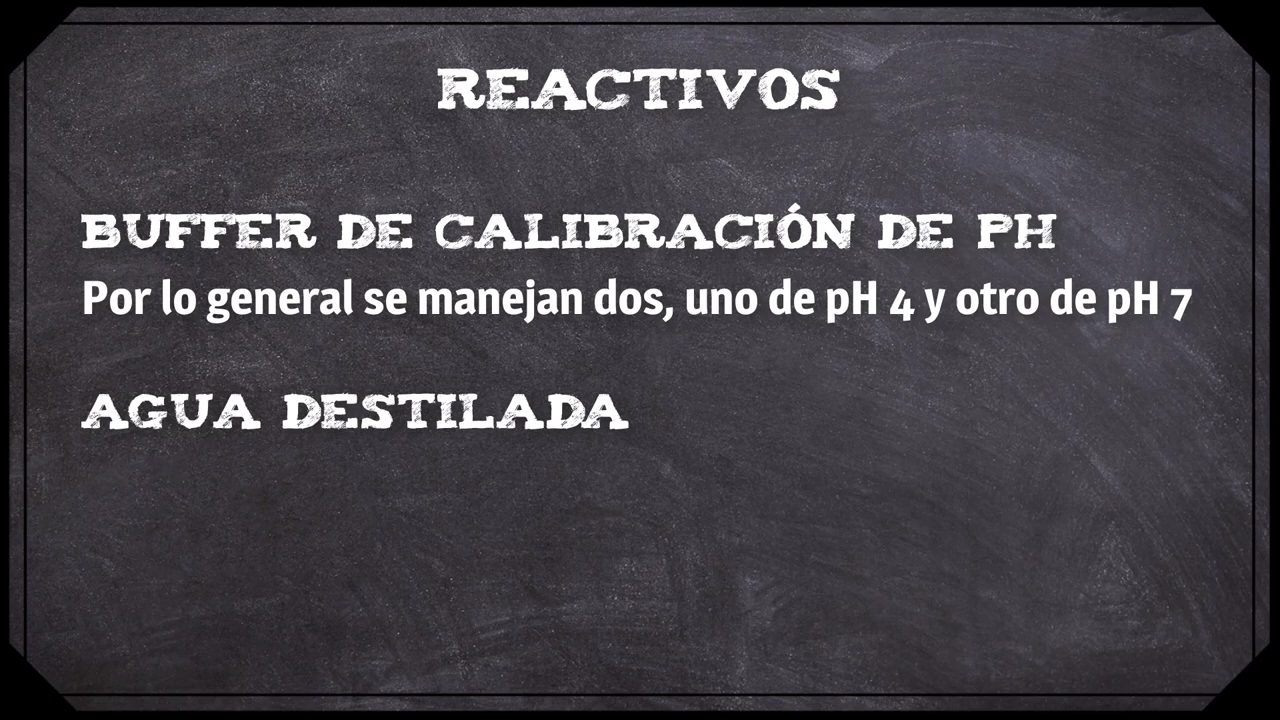 REACTIVOS
BUFFER DE CALIBRACIÓN DE PH
Por lo general se manejan dos, uno de pH 4 y otro de pH 7
AGUA DESTILADA